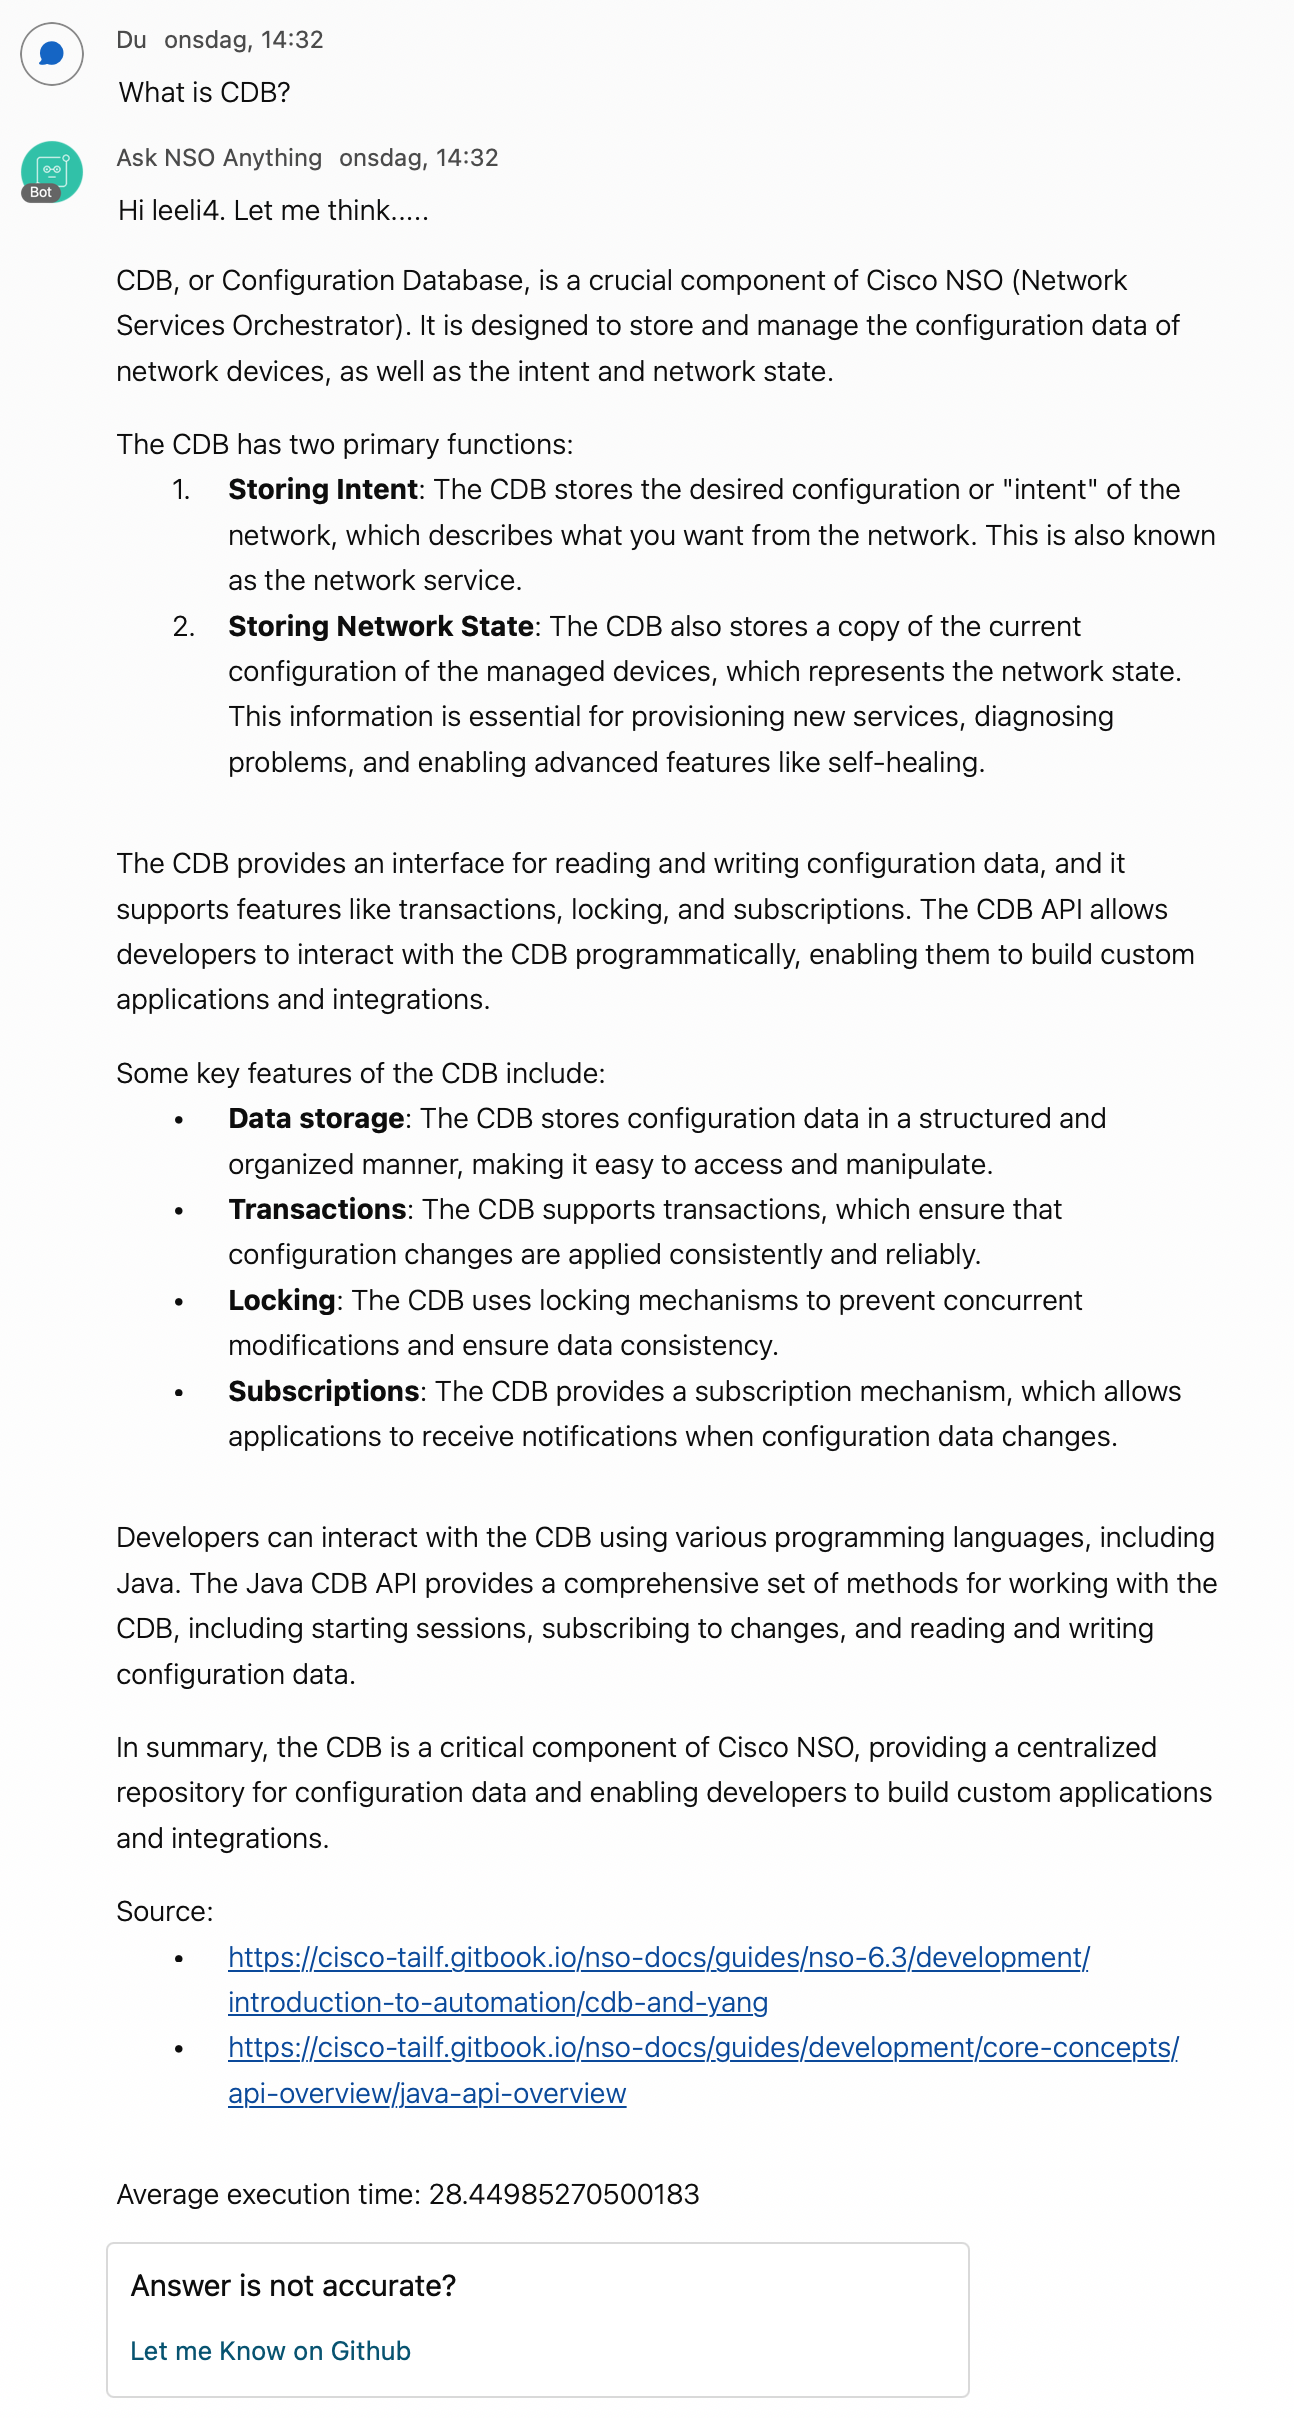 Du onsdag, 14:32
What is CDB?
Ask NSO Anything onsdag, 14:32
Bot
Hi leeli4. Let me think.....
CDB, or Configuration Database, is a crucial component of Cisco NSO (Network
Services Orchestrator). It is designed to store and manage the configuration data of
network devices, as well as the intent and network state.
The CDB has two primary functions:
1. Storing Intent: The CDB stores the desired configuration or "intent" of the
network, which describes what you want from the network. This is also known
as the network service.
2. Storing Network State: The CDB also stores a copy of the current
configuration of the managed devices, which represents the network state.
This information is essential for provisioning new services, diagnosing
problems, and enabling advanced features like self-healing.
The CDB provides an interface for reading and writing configuration data, and it
supports features like transactions, locking, and subscriptions. The CDB API allows
developers to interact with the CDB programmatically, enabling them to build custom
applications and integrations.
Some key features of the CDB include:
• Data storage: The CDB stores configuration data in a structured and
organized manner, making it easy to access and manipulate.
• Transactions: The CDB supports transactions, which ensure that
configuration changes are applied consistently and reliably.
• Locking: The CDB uses locking mechanisms to prevent concurrent
modifications and ensure data consistency.
• Subscriptions: The CDB provides a subscription mechanism, which allows
applications to receive notifications when configuration data changes.
Developers can interact with the CDB using various programming languages, including
Java. The Java CDB API provides a comprehensive set of methods for working with the
CDB, including starting sessions, subscribing to changes, and reading and writing
configuration data.
In summary, the CDB is a critical component of Cisco NSO, providing a centralized
repository for configuration data and enabling developers to build custom applications
and integrations.
Source:
• https://cisco-tailf.gitbook.io/nso-docs/guides/nso-6.3/development/
introduction-to-automation/cdb-and-yang
• https://cisco-tailf.gitbook.io/nso-docs/guides/development/core-concepts/
api-overview/java-api-overview
Average execution time: 28.44985270500183
Answer is not accurate?
Let me Know on Github